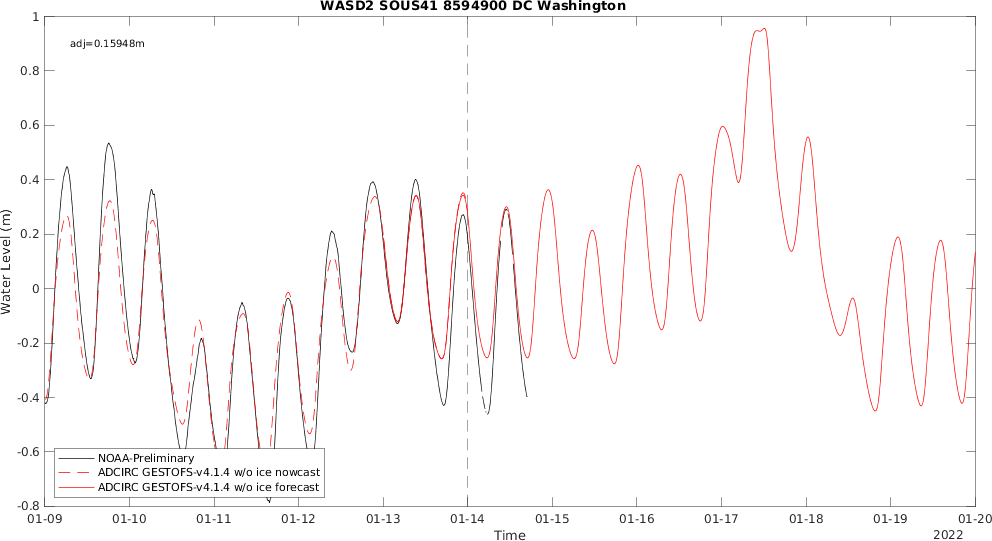 WASD2 SOUS41 8594900 DC Washington
adj=0.15948m
1
0.8
0.6
0.4
0.2
0
-0.2
-0.4
-0.6
-0.8
Water Level (m)
NOAA-Preliminary
ADCIRC GESTOFS-v4.1.4 w/o ice nowcast
ADCIRC GESTOFS-v4.1.4 w/o ice forecast
01-09 01-10 01-11 01-12 01-13 01-14 01-15 01-16 01-17 01-18 01-19 01-20
Time
2022